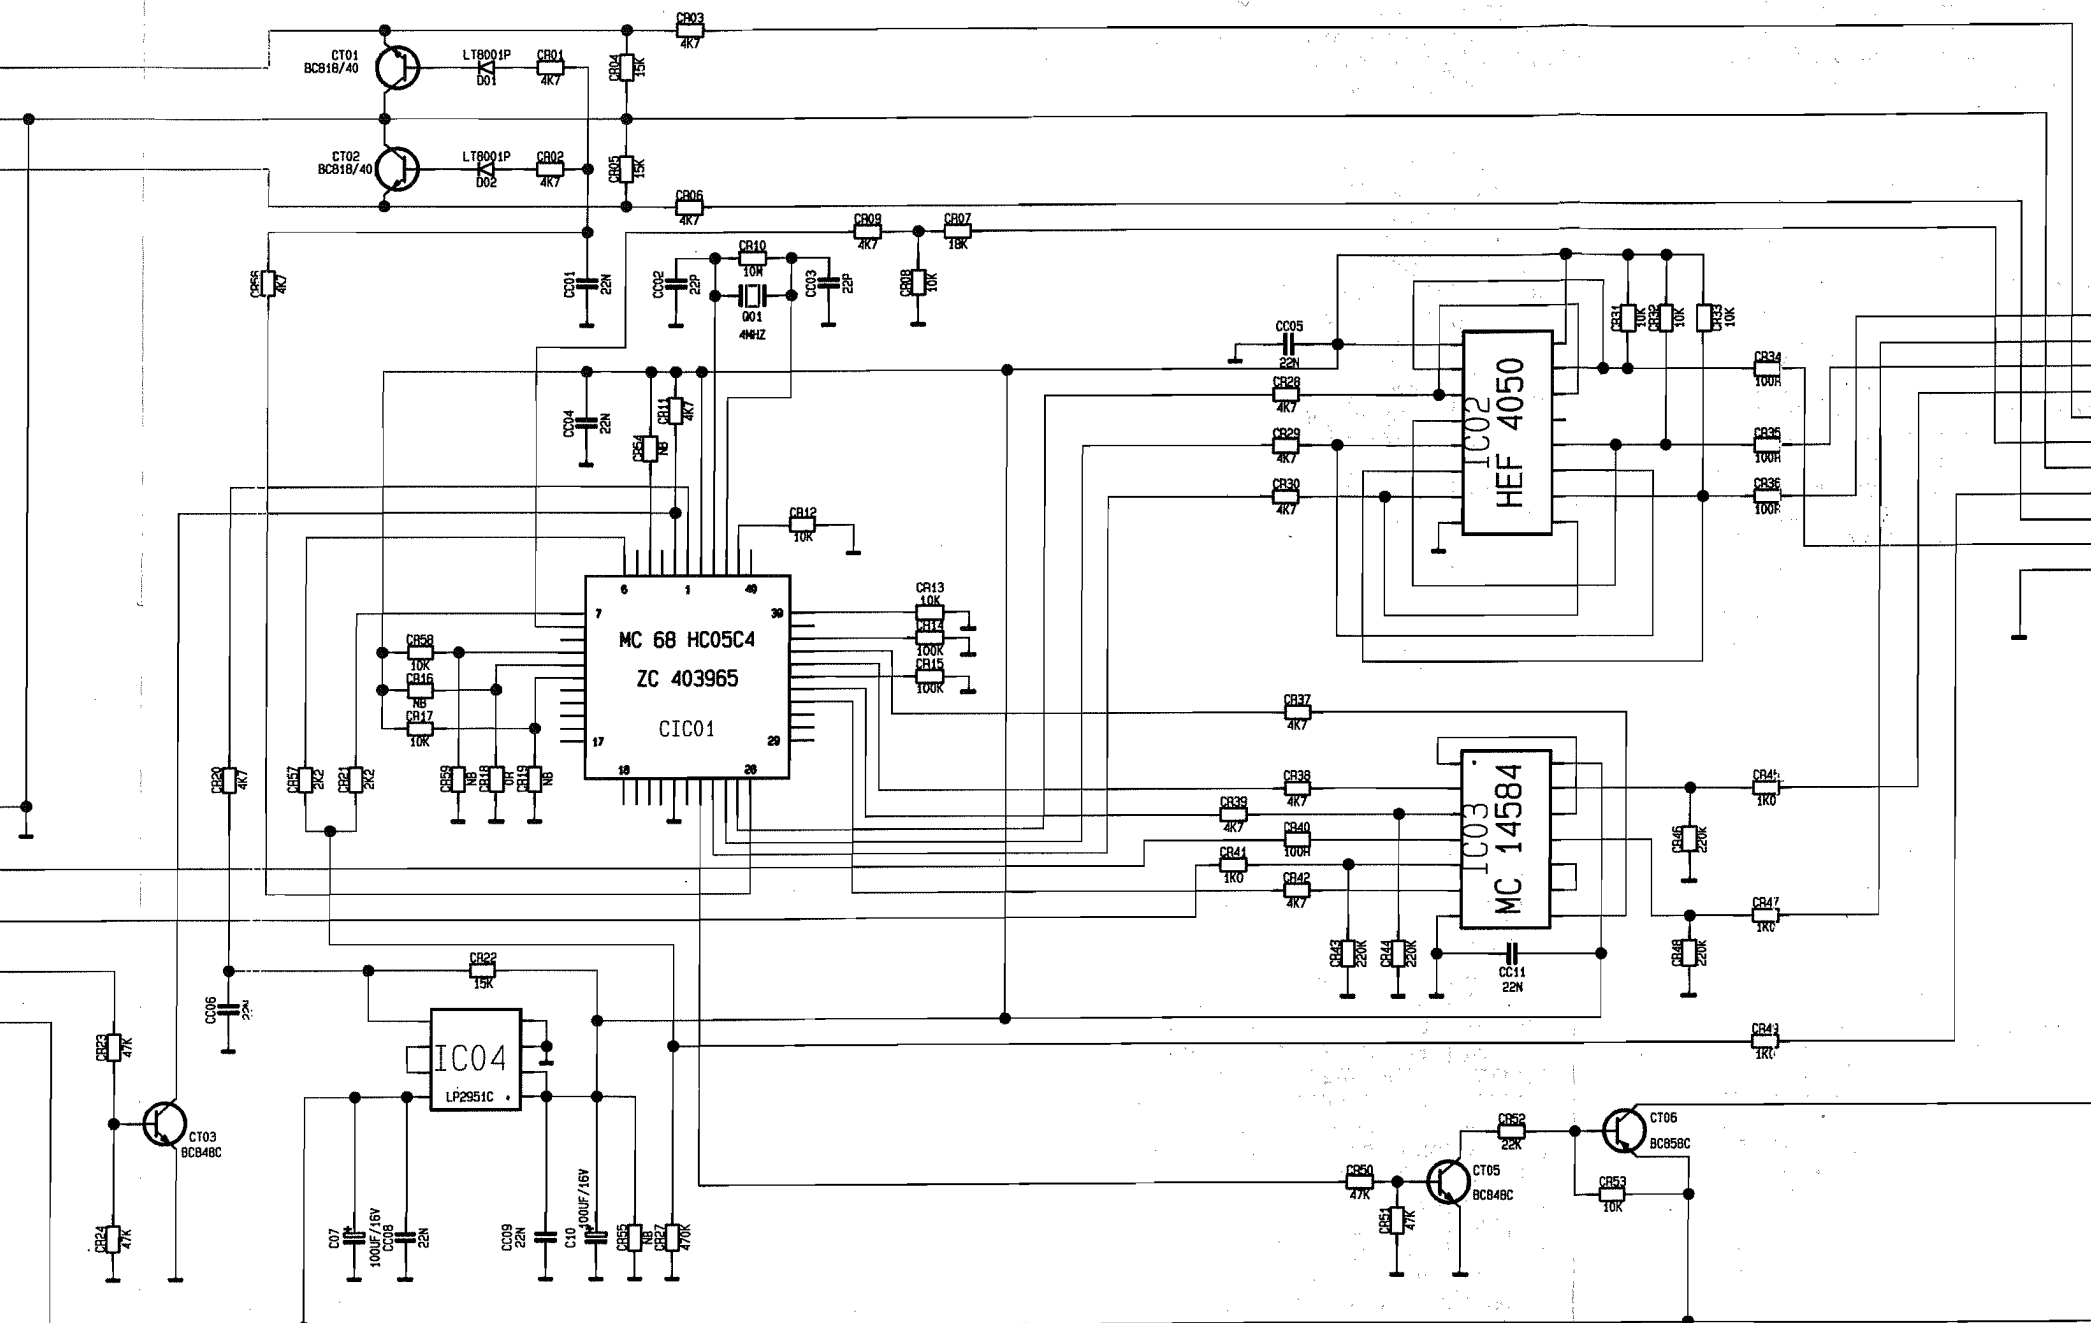 CR03
4K7
CT01
BC818/40
LT8001P
D01
CR01
4K7
CR04
15K
CT02
BC818/40
LT8001P
D02
CR02
4K7
CR05
15K
CR06
4K7
CR09
4K7
CR07
18K
CR08
10K
CR56
4K7
CC01
22N
CC02
22P
CR10
10M
Q01
4MHZ
CC03
22P
CR31
10K
CR32
10K
CR33
10K
CC05
22N
CR28
4K7
CR29
4K7
CR30
4K7
IC02
HEF 4050
CR34
100R
CR35
100R
CR36
100R
CC04
22N
CR54
NB
CR11
4K7
CR12
10K
6
1
40
7
39
MC 68 HC05C4
ZC 403965
CIC01
17
29
18
28
CR13
10K
CR14
100K
CR15
100K
CR58
10K
CR16
NB
CR17
10K
CR20
4K7
CR57
2K2
CR21
2K2
CR59
NB
CR18
0R
CR19
NB
CR37
4K7
CR38
4K7
CR39
4K7
CR40
100R
CR41
1K0
CR42
4K7
IC03
MC 14584
CR45
1K0
CR46
220K
CR47
1K0
CR48
220K
CR43
220K
CR44
220K
CC11
22N
CR22
15K
CC06
22N
IC04
LP2951C
CR23
47K
CR49
1K0
CT03
BC848C
CR24
47K
C07
100UF/16V
CC08
22N
CC09
22N
C10
100UF/16V
CR55
NB
CR27
470K
CR50
47K
CR51
47K
CT05
BC848C
CR52
22K
CT06
BC858C
CR53
10K